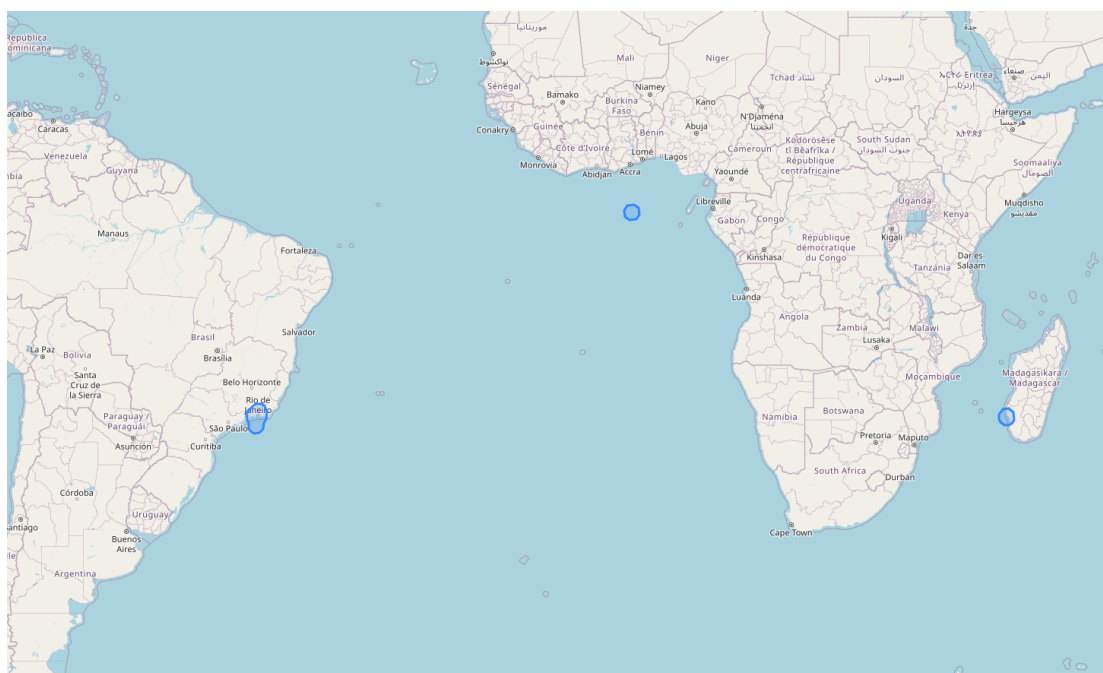 República
Dominicana
acaibo
Caracas
Venezuela
Guyana
bia
Manaus
Fortaleza
Salvador
Brasil
Brasília
La Paz
Bolivia
Santa
Cruz de
la Sierra
Belo Horizonte
Rio de
Janeiro
São Paulo
Curitiba
Paraguay /
Paraguái
Asunción
Córdoba
Uruguay
antiago
Buenos
Aires
ile
Argentina
موريتانيا
نواكشوط
Mali
Niger
Tchad تشاد
السودان
ኤርትራ Eritrea
إرتريا
جدة
صنعاء
اليمن
Sénégal
Bamako
Niamey
Burkina
Faso
Kano
N'Djaména
انجمينا
Hargeysa
هرجيسا
Conakry
Guinée
Bénin
Abuja
Côte d'Ivoire
Lomé
Lagos
Cameroun
Ködörösêse
tî Bêafrîka /
République
centrafricaine
South Sudan
جنوب السودان
ኢትዮጵያ
Soomaaliya
الصومال
Monrovia
Abidjan
Accra
Yaoundé
Libreville
Gabon
Congo
Uganda
Kenya
Muqdisho
مقديشو
Kigali
Kinshasa
République
démocratique
du Congo
Dar es-
Salaam
Tanzania
Luanda
Angola
Zambia
Malawi
Lusaka
Moçambique
Madagasikara /
Madagascar
Namibia
Botswana
Pretoria
Maputo
South Africa
Durban
Cape Town